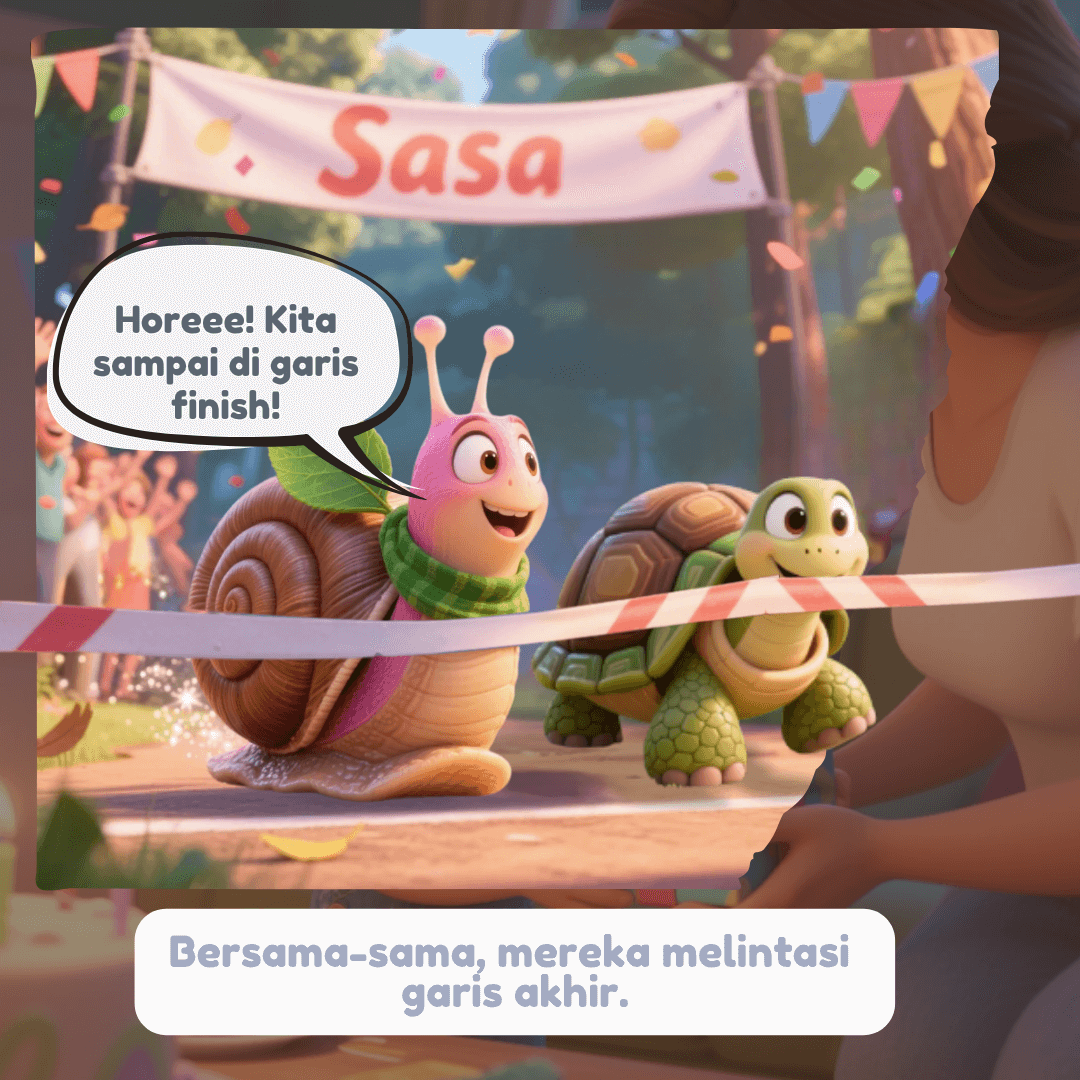 Sasa
Horeee! Kita
sampai di garis
finish!
Bersama-sama, mereka melintasi
garis akhir.